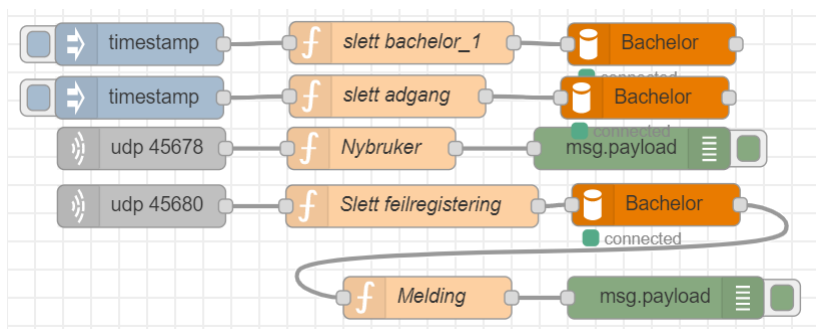 timestamp slett bachelor_1 Bachelor
connected
timestamp slett adgang Bachelor
connected
udp 45678 Nybruker msg.payload
udp 45680 Slett feilregistering Bachelor
connected
Melding msg.payload